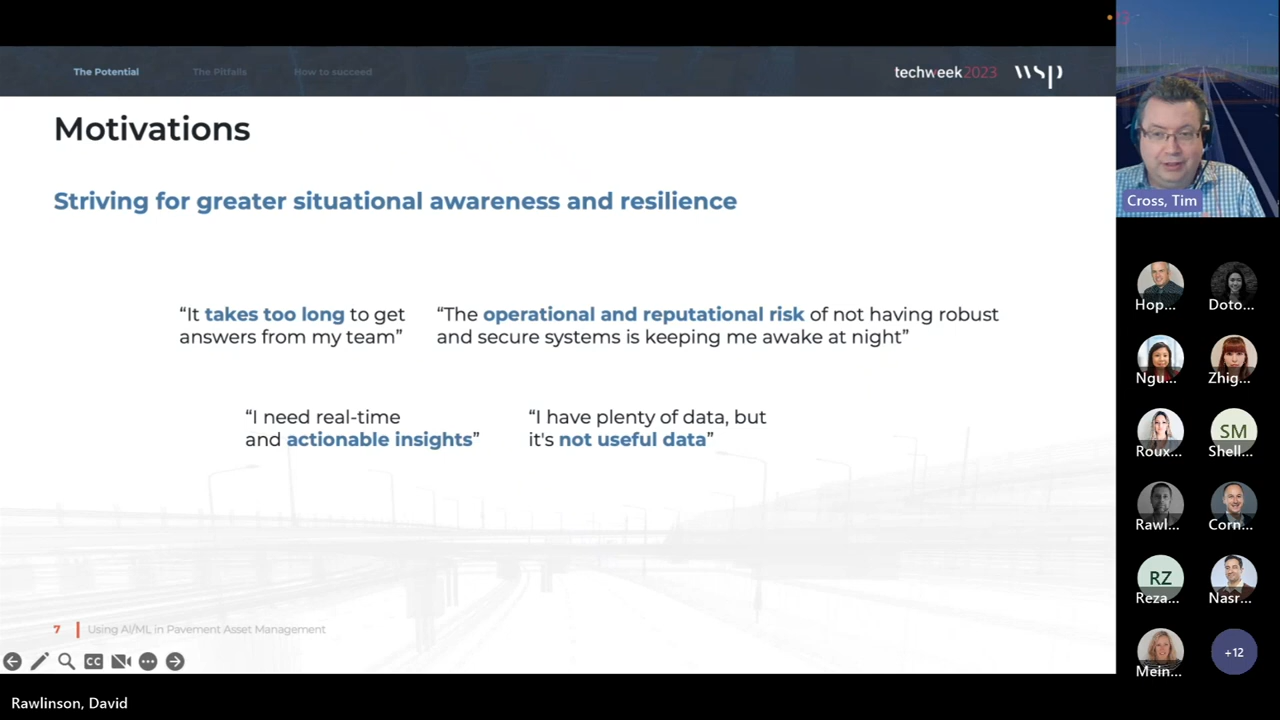 The Potential
The Pitfalls
How to succeed
techweek2023
wsp
Motivations
Striving for greater situational awareness and resilience
“It takes too long to get
answers from my team”
“The operational and reputational risk of not having robust
and secure systems is keeping me awake at night”
“I need real-time
and actionable insights”
“I have plenty of data, but
it's not useful data”
7
Using AI/ML in Pavement Asset Management
CC
Rawlinson, David
Cross, Tim
Hop...
Doto...
Ngu...
Zhig...
Roux...
SM
Shell...
Rawl...
Corn...
RZ
Reza...
Nasr...
Mein...
+12